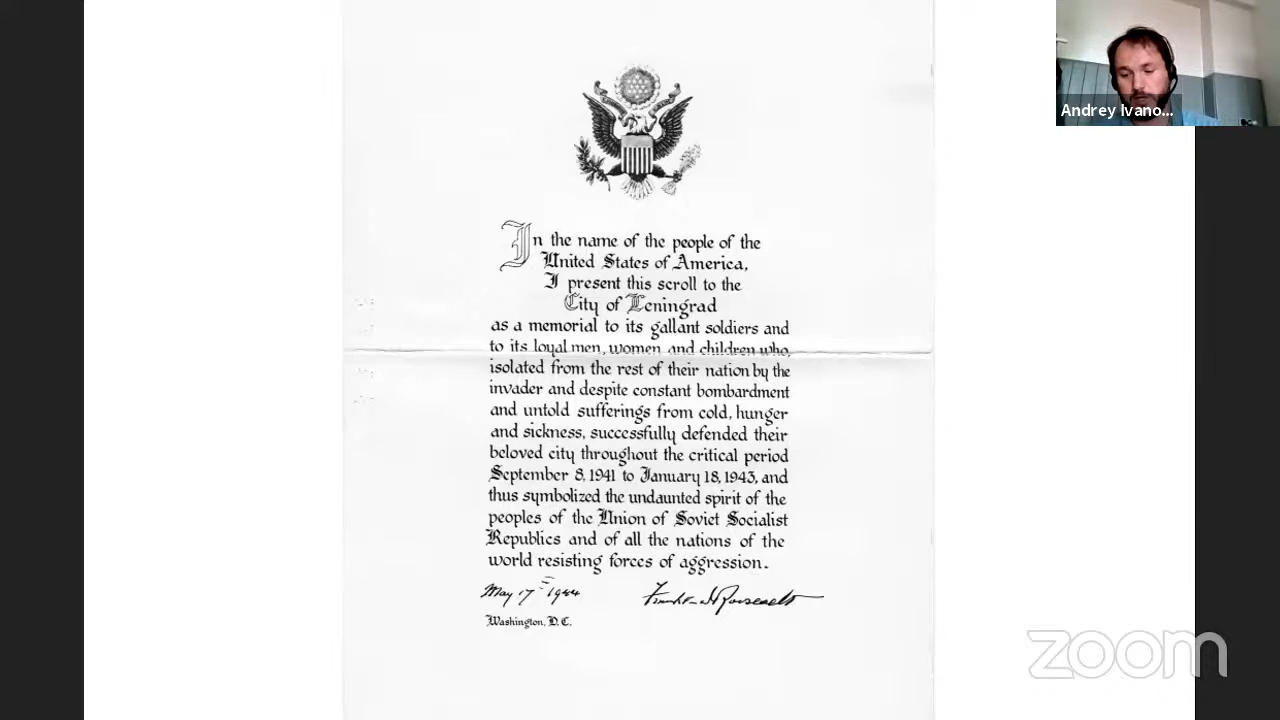 Andrey Ivano...
In the name of the people of the
United States of America,
I present this scroll to the
City of Leningrad
as a memorial to its gallant soldiers and
to its loyal men, women and children who,
isolated from the rest of their nation by the
invader and despite constant bombardment
and untold sufferings from cold, hunger
and sickness, successfully defended their
beloved city throughout the critical period
September 8, 1941 to January 18, 1943, and
thus symbolized the undaunted spirit of the
peoples of the Union of Soviet Socialist
Republics and of all the nations of the
world resisting forces of aggression.
May 17th 1944 Franklin D Roosevelt
Washington, D.C.
zoom